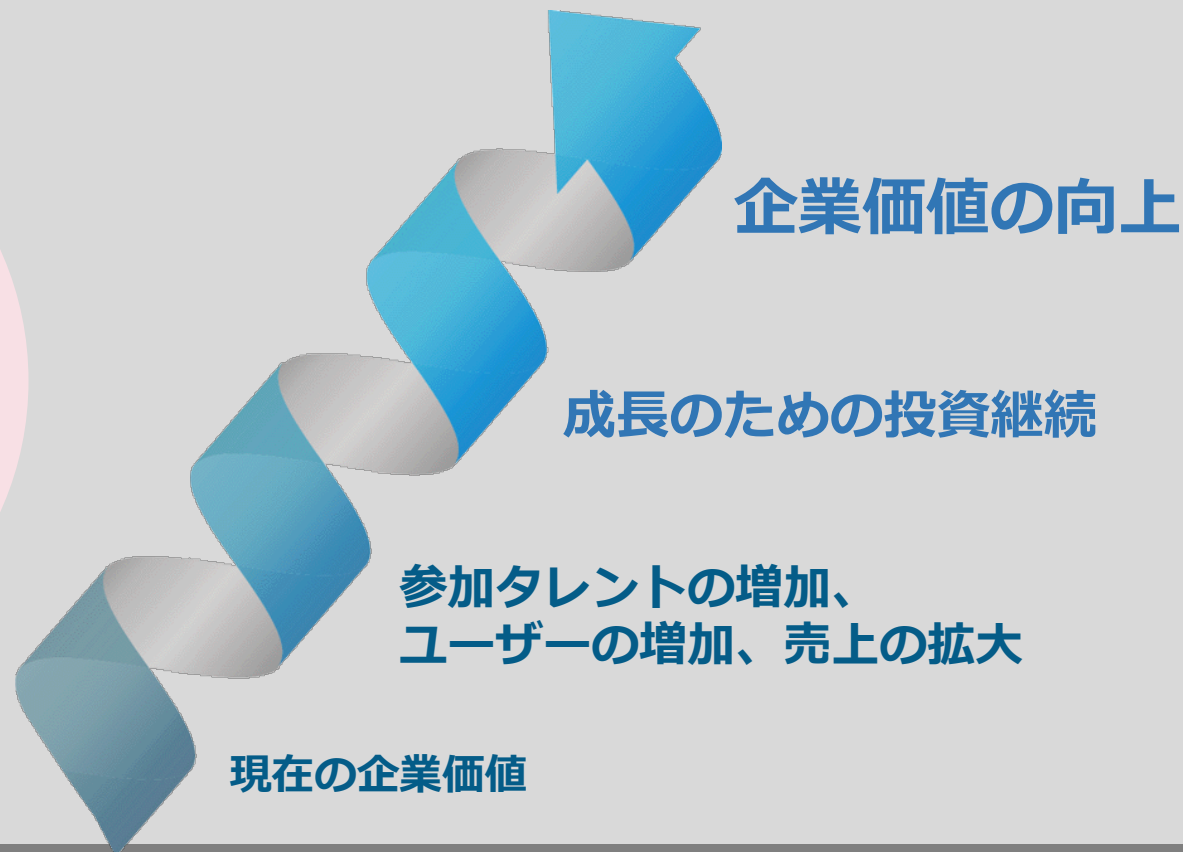 企業価値の向上
成長のための投資継続
参加タレントの増加、
ユーザーの増加、売上の拡大
現在の企業価値